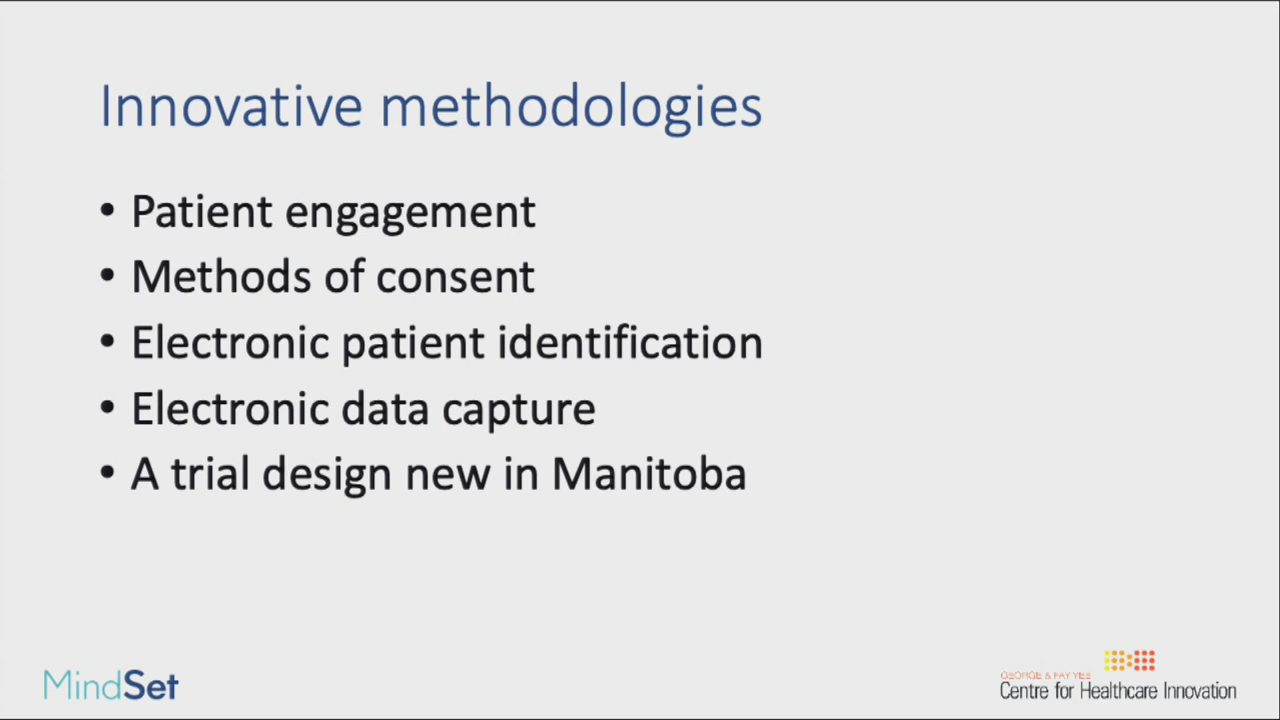 Innovative methodologies
• Patient engagement
• Methods of consent
• Electronic patient identification
• Electronic data capture
• A trial design new in Manitoba
MindSet
GEORGE & FAY YEE
Centre for Healthcare Innovation